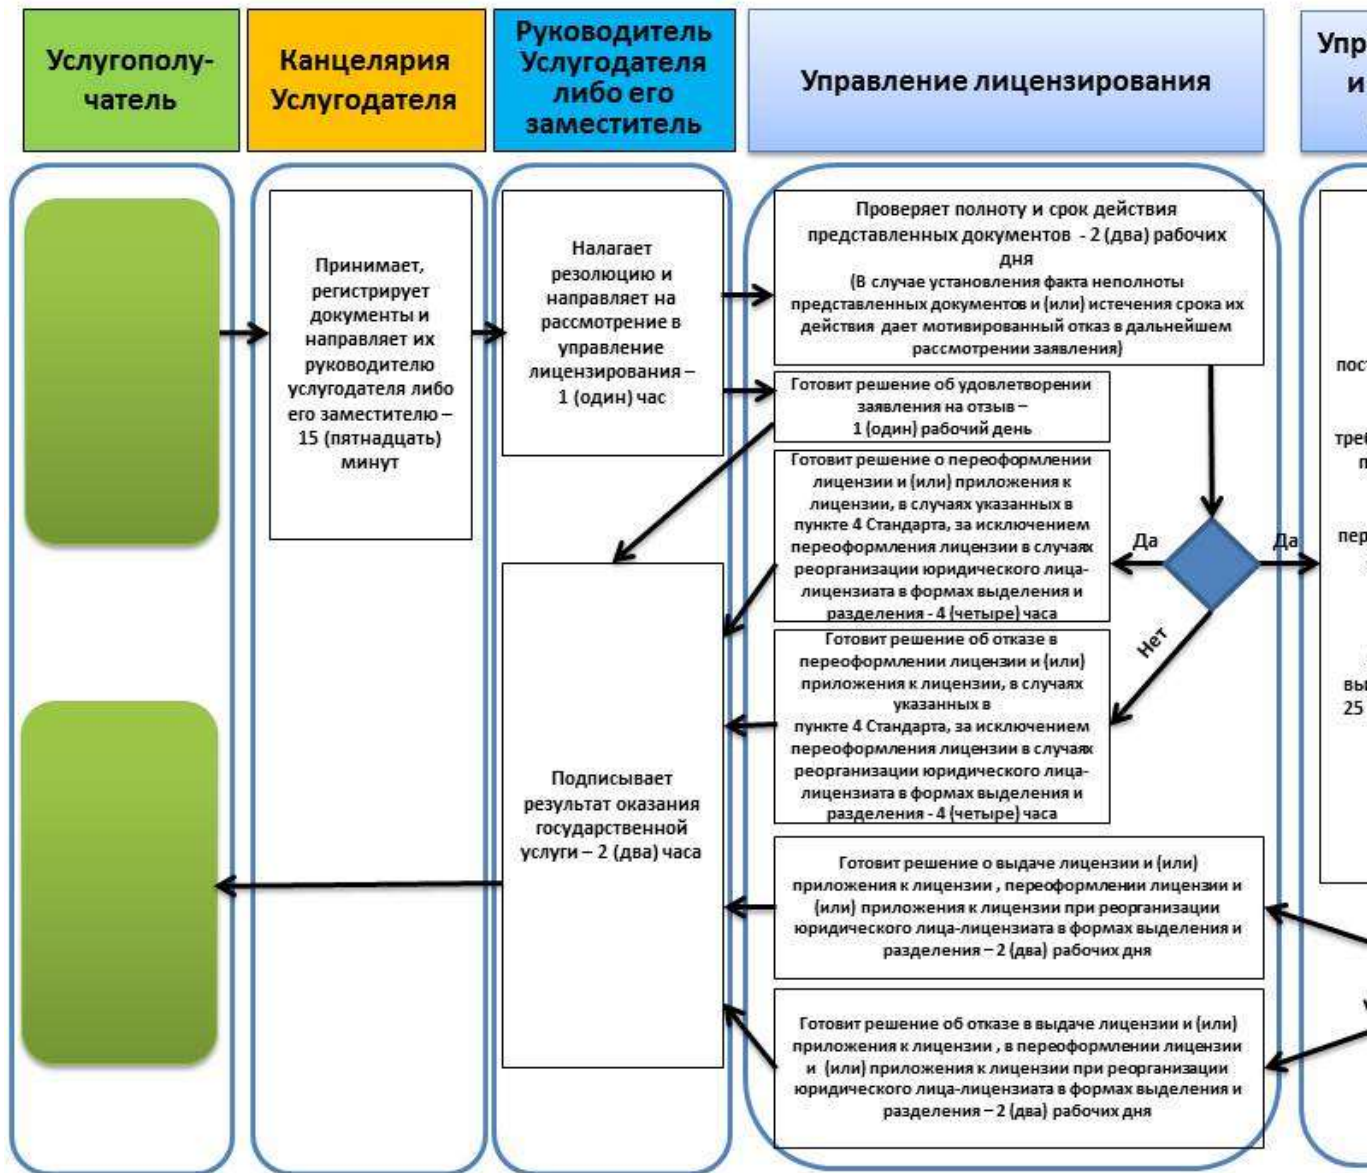 Услугополу-
чатель
Канцелярия
Услугодателя
Руководитель
Услугодателя
либо его
заместитель
Управление лицензирования
Принимает,
регистрирует
документы и
направляет их
руководителю
услугодателя либо
его заместителю –
15 (пятнадцать)
минут
Налагает
резолюцию и
направляет на
рассмотрение в
управление
лицензирования –
1 (один) час
Подписывает
результат оказания
государственной
услуги – 2 (два) часа
Проверяет полноту и срок действия
представленных документов - 2 (два) рабочих
дня
(В случае установления факта неполноты
представленных документов и (или) истечения срока их
действия дает мотивированный отказ в дальнейшем
рассмотрении заявления)
Готовит решение об удовлетворении
заявления на отзыв –
1 (один) рабочий день
Готовит решение о переоформлении
лицензии и (или) приложения к
лицензии, в случаях указанных в
пункте 4 Стандарта, за исключением
переоформления лицензии в случаях
реорганизации юридического лица-
лицензиата в формах выделения и
разделения - 4 (четыре) часа
Да
Да
Нет
Готовит решение об отказе в
переоформлении лицензии и (или)
приложения к лицензии, в случаях
указанных в
пункте 4 Стандарта, за исключением
переоформления лицензии в случаях
реорганизации юридического лица-
лицензиата в формах выделения и
разделения - 4 (четыре) часа
Готовит решение о выдаче лицензии и (или)
приложения к лицензии , переоформлении лицензии и
(или) приложения к лицензии при реорганизации
юридического лица-лицензиата в формах выделения и
разделения – 2 (два) рабочих дня
Готовит решение об отказе в выдаче лицензии и (или)
приложения к лицензии , в переоформлении лицензии
и (или) приложения к лицензии при реорганизации
юридического лица-лицензиата в формах выделения и
разделения – 2 (два) рабочих дня
25